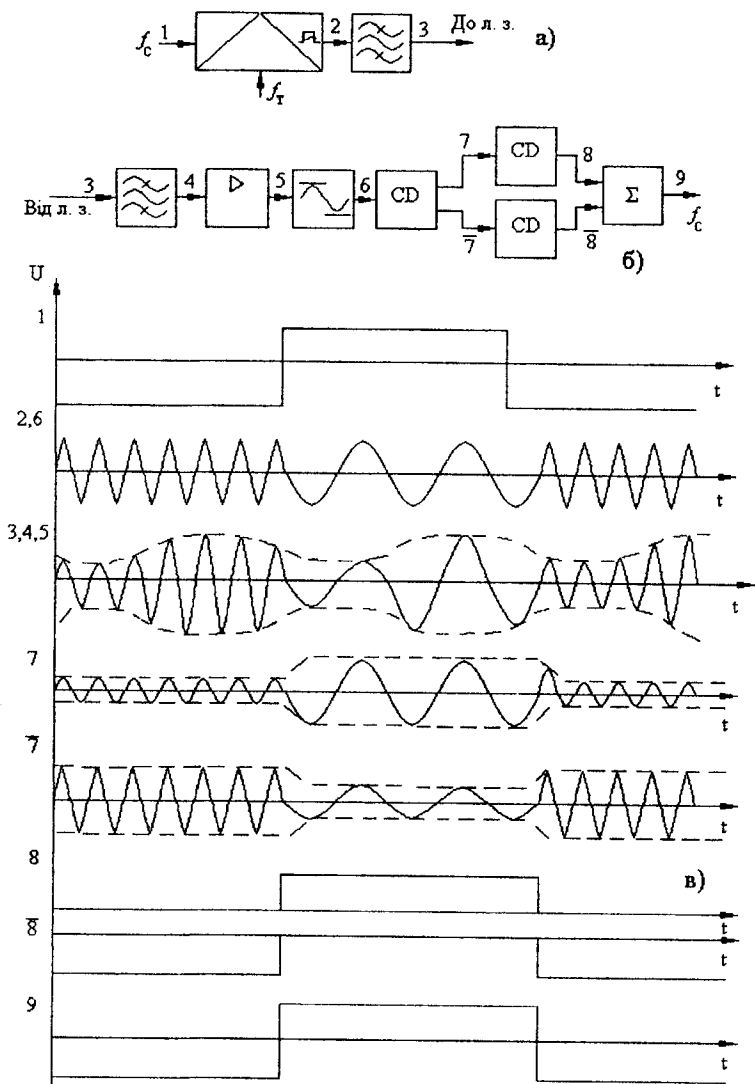 1 2 3 До л. з. а)
f_c
f_т
3 4 5 6 CD 7 CD 8 Σ 9
Від л. з. 7̅ CD 8̅ f_c
б)
U
1
t
2,6
t
3,4,5
t
7
t
7̅
t
8 в)
t
8̅
t
9
t